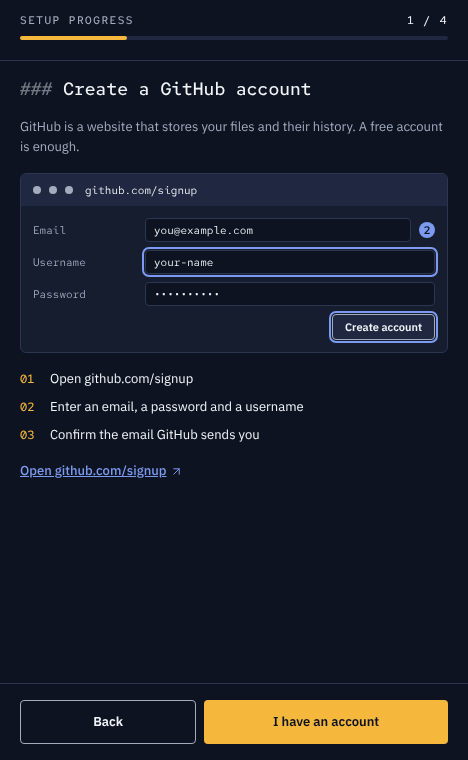 SETUP PROGRESS
1 / 4
### Create a GitHub account
GitHub is a website that stores your files and their history. A free account
is enough.
github.com/signup
Email
you@example.com
2
Username
your-name
Password
••••••••••
Create account
01 Open github.com/signup
02 Enter an email, a password and a username
03 Confirm the email GitHub sends you
Open github.com/signup ↗
Back
I have an account